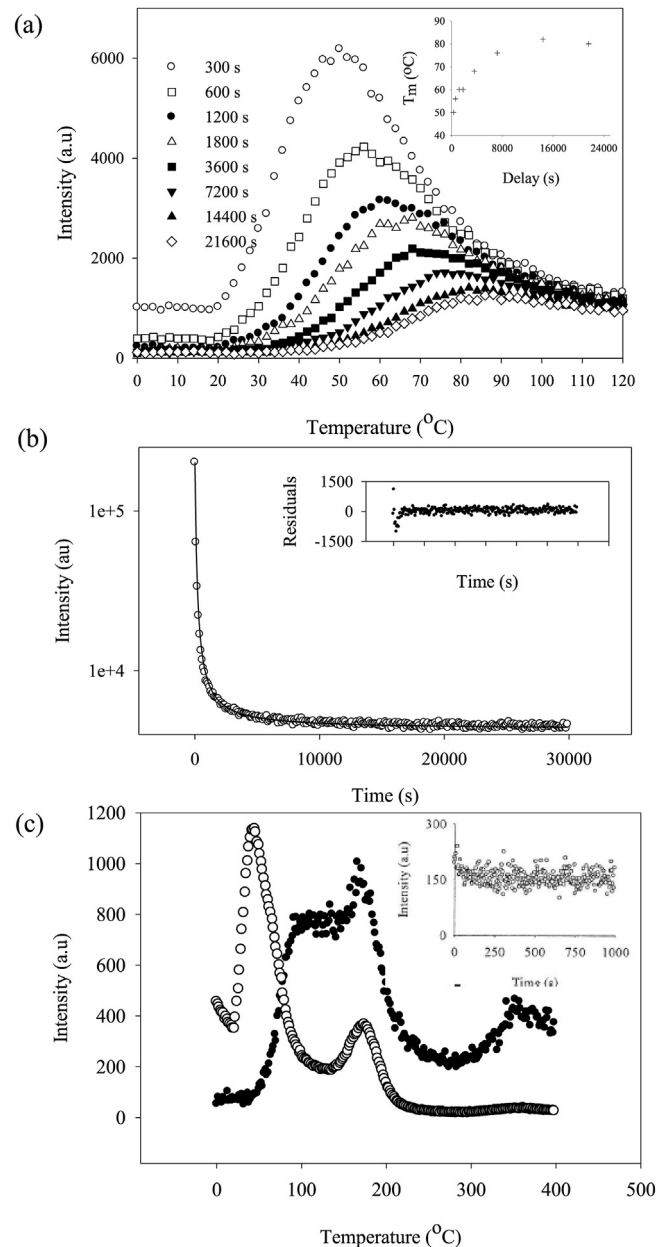 (a)
6000
4000
2000
0
Intensity (a.u)
300 s
600 s
1200 s
1800 s
3600 s
7200 s
14400 s
21600 s
90
80
70
60
50
40
Tm (°C)
0 8000 16000 24000
Delay (s)
0 10 20 30 40 50 60 70 80 90 100 110 120
Temperature (°C)
(b)
1e+5
1e+4
Intensity (au)
1500
0
-1500
Residuals
Time (s)
0 10000 20000 30000
Time (s)
(c)
1200
1000
800
600
400
200
0
Intensity (a.u)
300
150
0
Intensity (a.u)
0 250 500 750 1000
Time (s)
0 100 200 300 400 500
Temperature (°C)